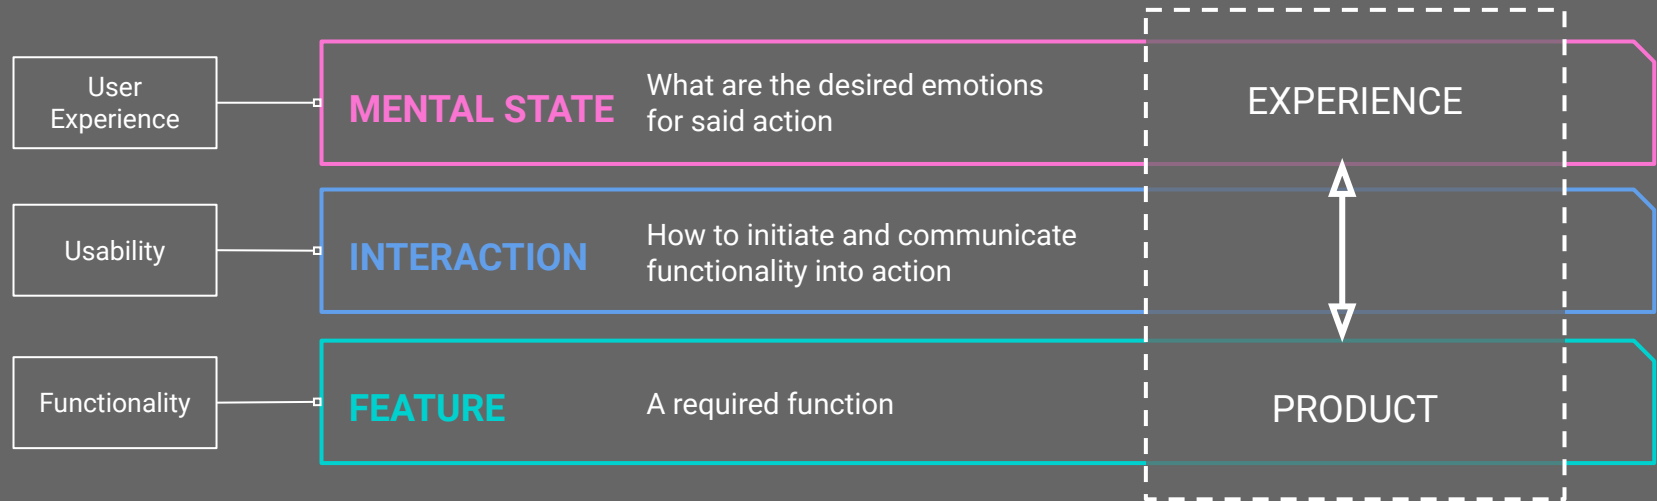 User
Experience
MENTAL STATE
What are the desired emotions
for said action
EXPERIENCE
Usability
INTERACTION
How to initiate and communicate
functionality into action
Functionality
FEATURE
A required function
PRODUCT